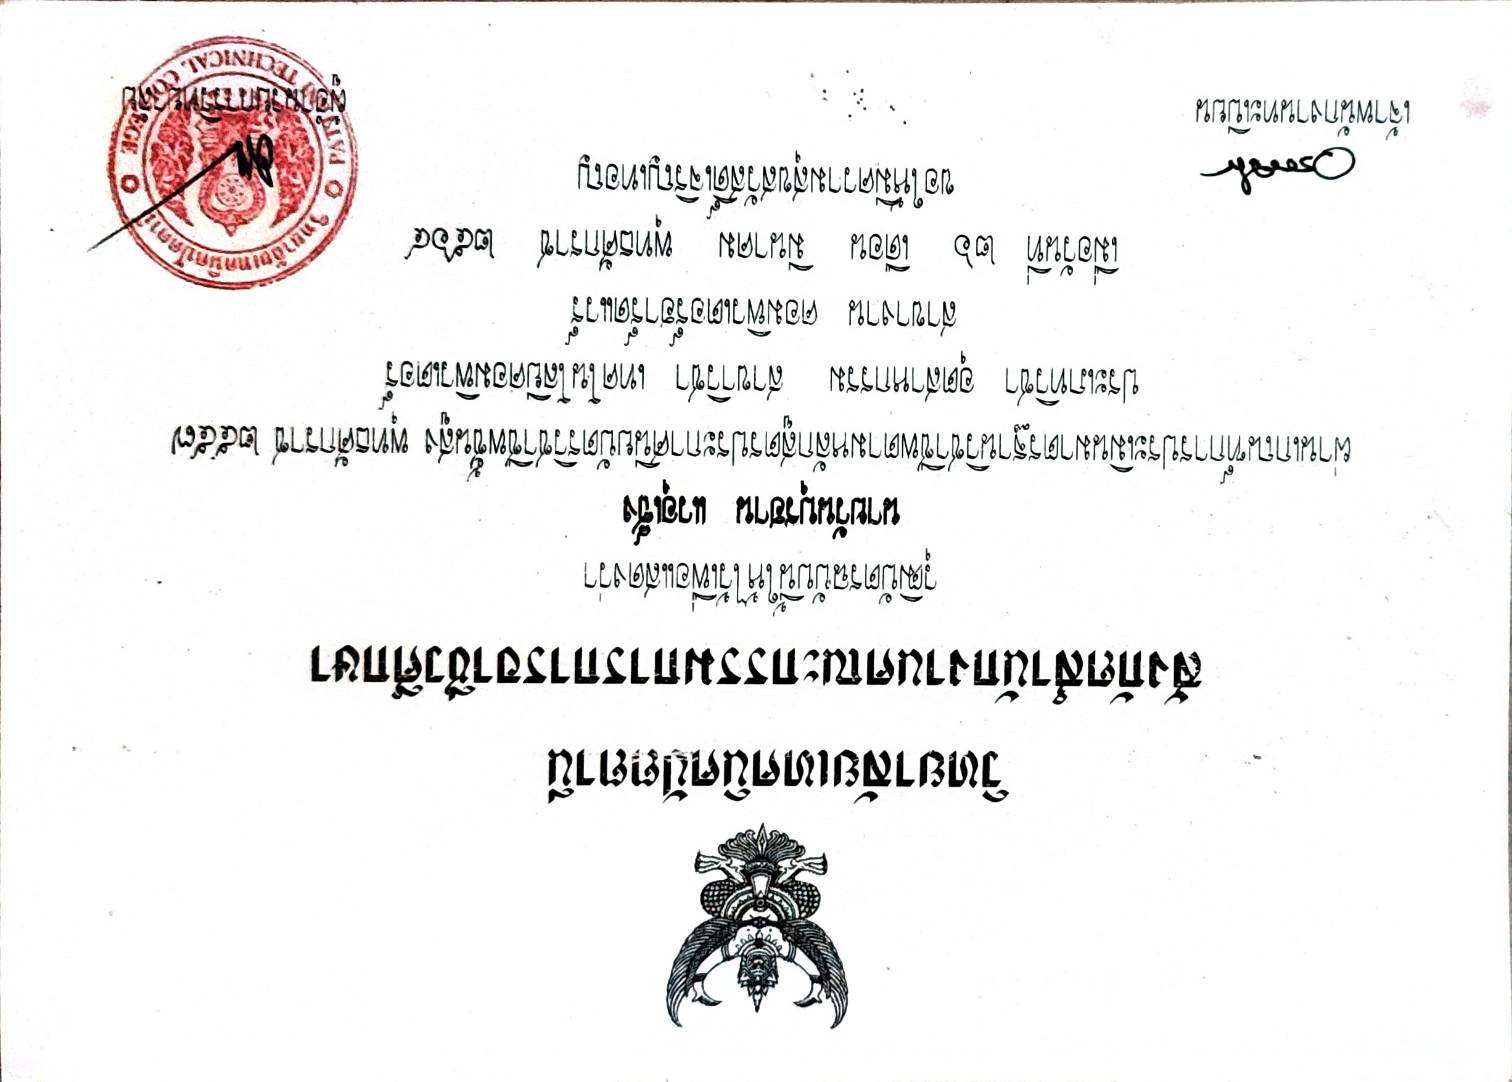 วิทยาลัยเทคนิคปัตตานี
สังกัดสำนักงานคณะกรรมการการอาชีวศึกษา
วุฒิบัตรฉบับนี้ให้ไว้เพื่อแสดงว่า
นายวันบุรฮาน แวอุเซ็ง
ผ่านเกณฑ์การประเมินมาตรฐานวิชาชีพตามหลักสูตรประกาศนียบัตรวิชาชีพชั้นสูง พุทธศักราช ๒๕๕๗
ประเภทวิชา อุตสาหกรรม สาขาวิชา เทคโนโลยีคอมพิวเตอร์
สาขางาน คอมพิวเตอร์ฮาร์ดแวร์
เมื่อวันที่ ๒๖ เดือน มีนาคม พุทธศักราช ๒๕๖๔
ขอให้มีความสุขสวัสดิ์เจริญเทอญ
เจ้าพนักงานทะเบียน
วิทยาลัยเทคนิคปัตตานี
ผู้อำนวยการวิทยาลัย
TECHNICAL COLLEGE